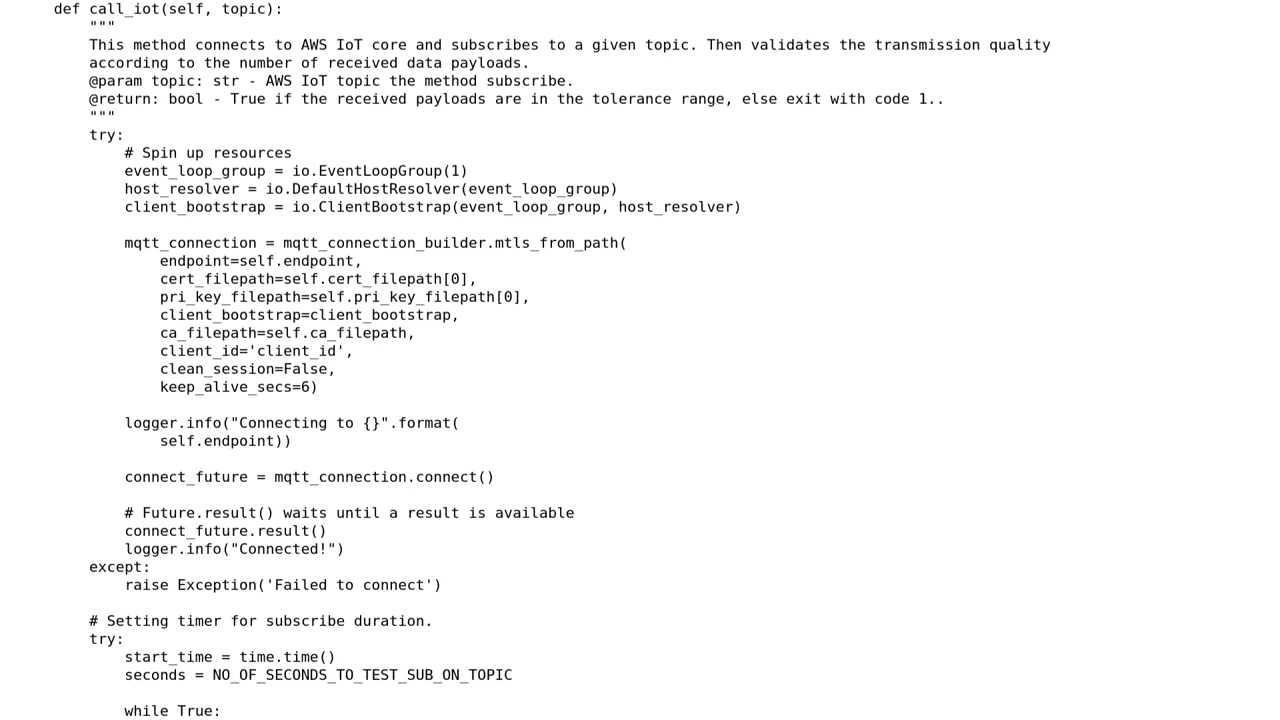 def call_iot(self, topic):
"""
This method connects to AWS IoT core and subscribes to a given topic. Then validates the transmission quality
according to the number of received data payloads.
@param topic: str - AWS IoT topic the method subscribe.
@return: bool - True if the received payloads are in the tolerance range, else exit with code 1..
"""
try:
# Spin up resources
event_loop_group = io.EventLoopGroup(1)
host_resolver = io.DefaultHostResolver(event_loop_group)
client_bootstrap = io.ClientBootstrap(event_loop_group, host_resolver)
mqtt_connection = mqtt_connection_builder.mtls_from_path(
endpoint=self.endpoint,
cert_filepath=self.cert_filepath[0],
pri_key_filepath=self.pri_key_filepath[0],
client_bootstrap=client_bootstrap,
ca_filepath=self.ca_filepath,
client_id='client_id',
clean_session=False,
keep_alive_secs=6)
logger.info("Connecting to {}".format(
self.endpoint))
connect_future = mqtt_connection.connect()
# Future.result() waits until a result is available
connect_future.result()
logger.info("Connected!")
except:
raise Exception('Failed to connect')
# Setting timer for subscribe duration.
try:
start_time = time.time()
seconds = NO_OF_SECONDS_TO_TEST_SUB_ON_TOPIC
while True: